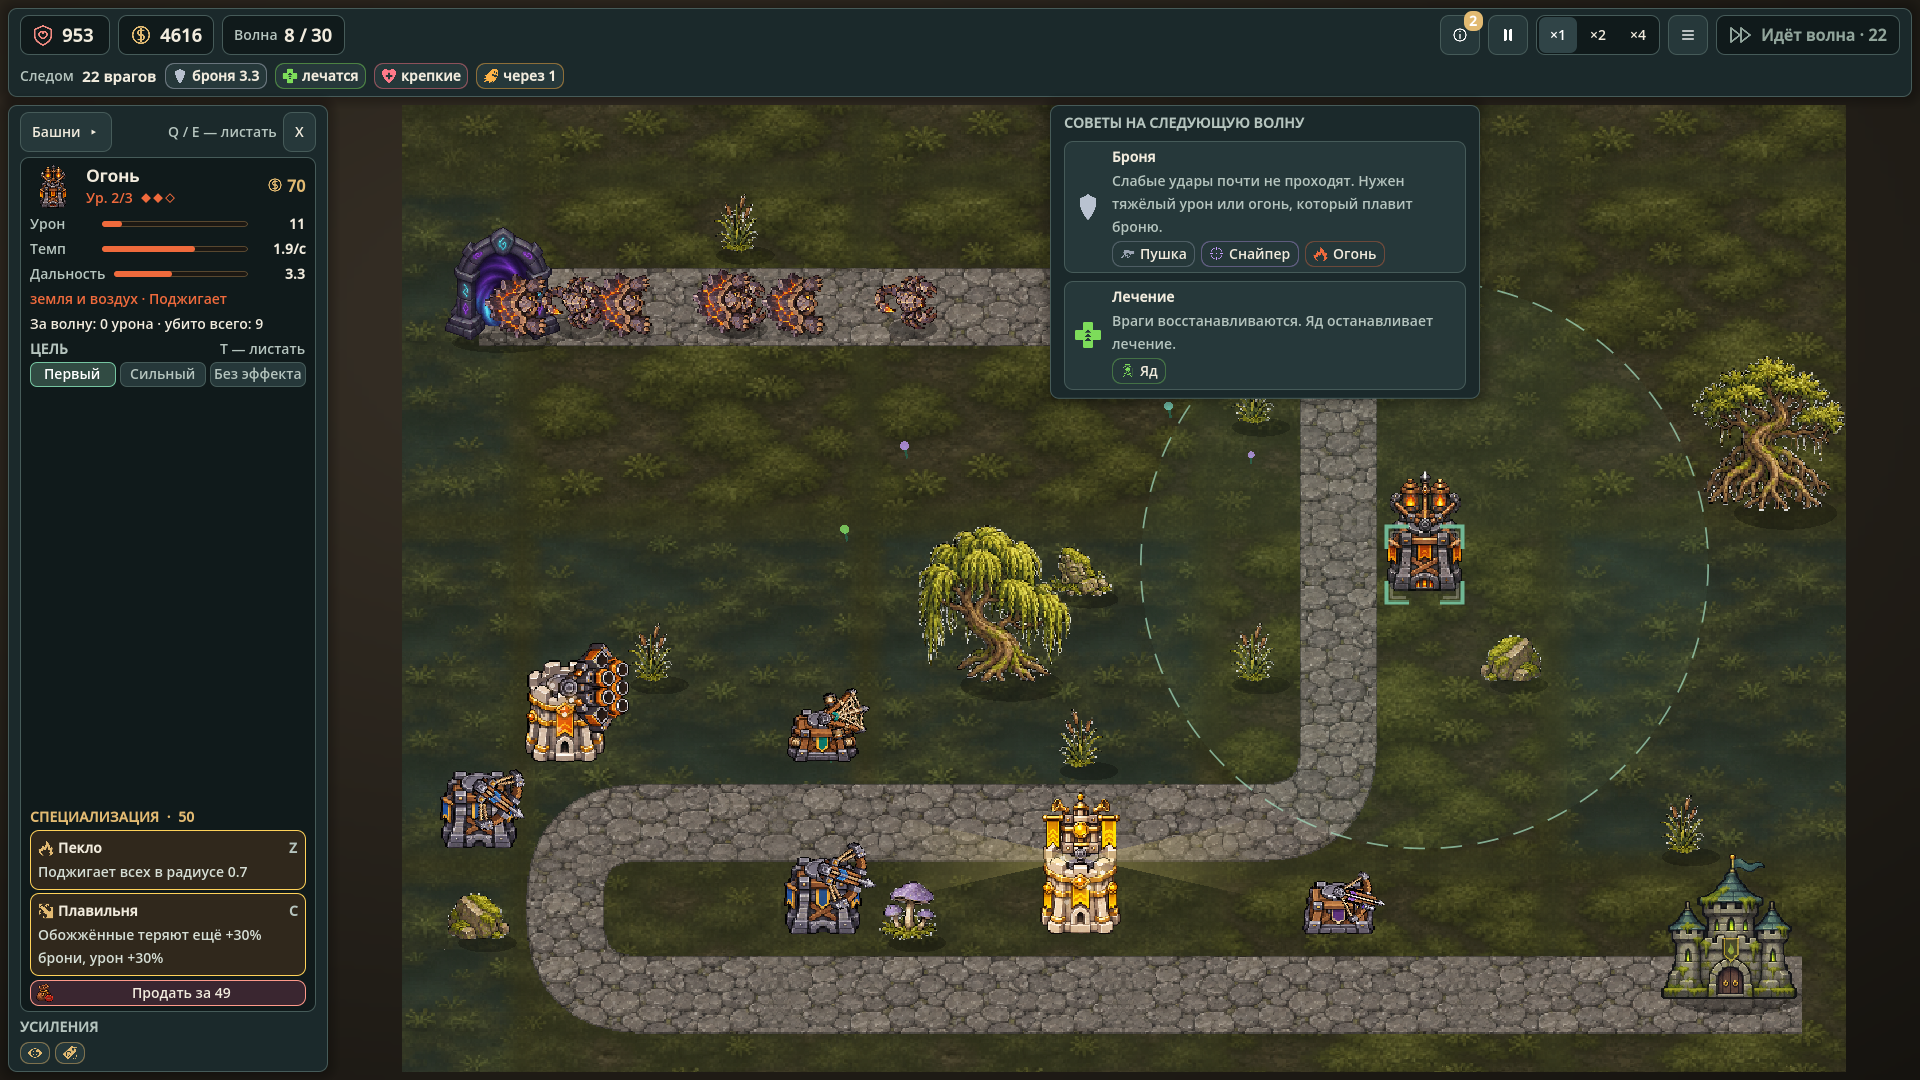 953
4616
Волна 8 / 30
2
×1
×2
×4
Идёт волна · 22
Следом 22 врагов
броня 3.3
лечатся
крепкие
через 1
Башни
Q / E — листать
X
Огонь
70
Ур. 2/3
Урон 11
Темп 1.9/с
Дальность 3.3
земля и воздух · Поджигает
За волну: 0 урона · убито всего: 9
ЦЕЛЬ
T — листать
Первый
Сильный
Без эффекта
СПЕЦИАЛИЗАЦИЯ · 50
Пекло Z
Поджигает всех в радиусе 0.7
Плавильня C
Обожжённые теряют ещё +30%
брони, урон +30%
Продать за 49
УСИЛЕНИЯ
СОВЕТЫ НА СЛЕДУЮЩУЮ ВОЛНУ
Броня
Слабые удары почти не проходят. Нужен
тяжёлый урон или огонь, который плавит
броню.
Пушка
Снайпер
Огонь
Лечение
Враги восстанавливаются. Яд останавливает
лечение.
Яд